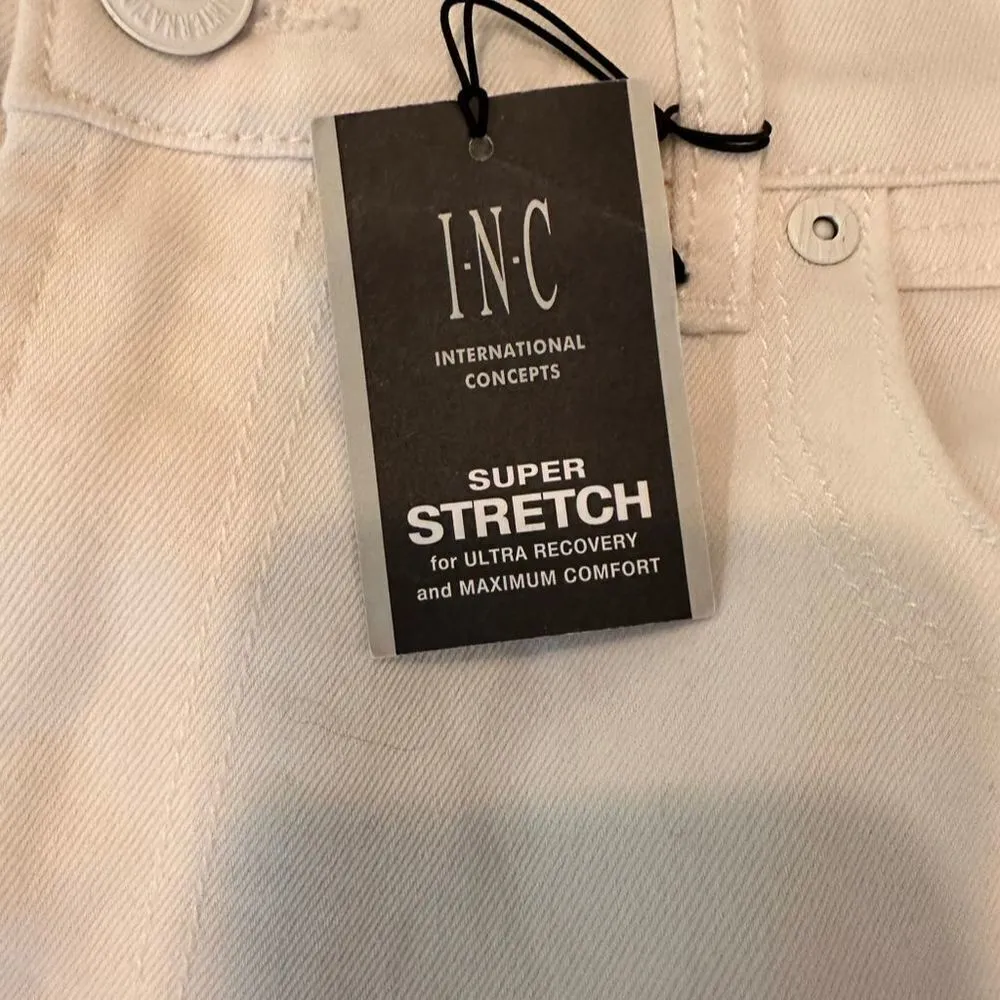 I·N·C
INTERNATIONAL
CONCEPTS
SUPER
STRETCH
for ULTRA RECOVERY
and MAXIMUM COMFORT